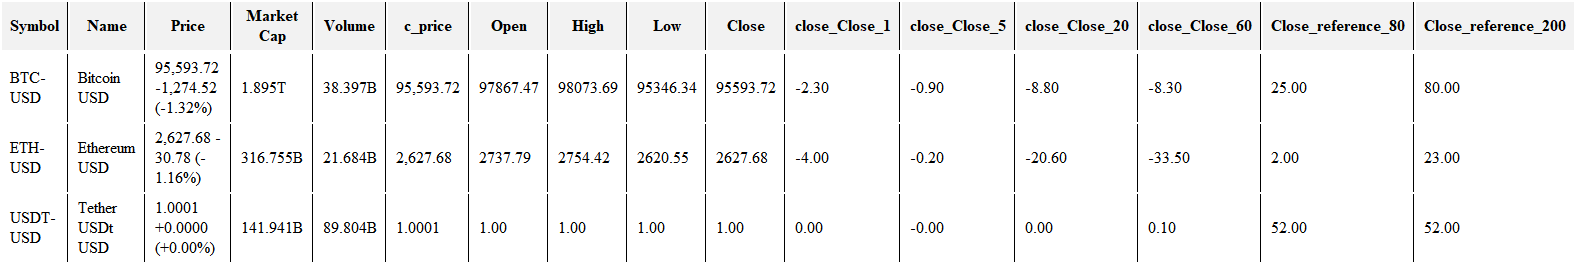 Symbol Name Price Market Cap Volume c_price Open High Low Close close_Close_1 close_Close_5 close_Close_20 close_Close_60 Close_reference_80 Close_reference_200
BTC-USD Bitcoin USD 95,593.72 -1,274.52 (-1.32%) 1.895T 38.397B 95,593.72 97867.47 98073.69 95346.34 95593.72 -2.30 -0.90 -8.80 -8.30 25.00 80.00
ETH-USD Ethereum USD 2,627.68 -30.78 (-1.16%) 316.755B 21.684B 2,627.68 2737.79 2754.42 2620.55 2627.68 -4.00 -0.20 -20.60 -33.50 2.00 23.00
USDT-USD Tether USDt USD 1.0001 +0.0000 (+0.00%) 141.941B 89.804B 1.0001 1.00 1.00 1.00 1.00 0.00 -0.00 0.00 0.10 52.00 52.00